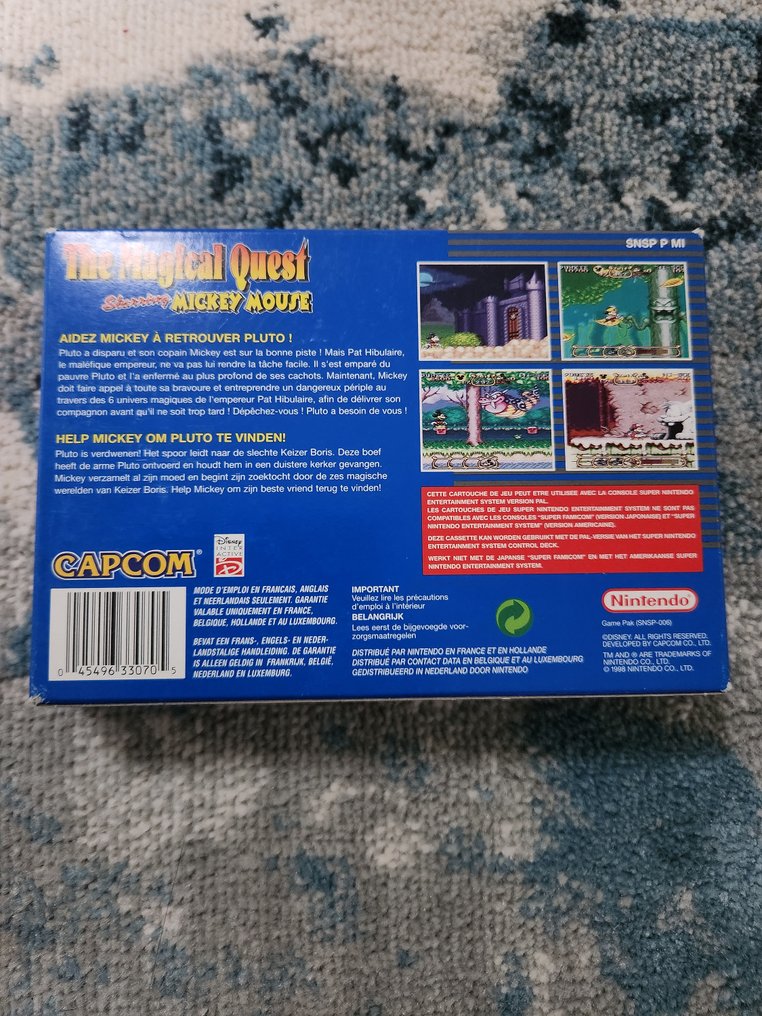 The Magical Quest
Starring MICKEY MOUSE
SNSP P MI
AIDEZ MICKEY À RETROUVER PLUTO !
Pluto a disparu et son copain Mickey est sur la bonne piste ! Mais Pat Hibulaire,
le maléfique empereur, ne va pas lui rendre la tâche facile. Il s'est emparé du
pauvre Pluto et l'a enfermé au plus profond de ses cachots. Maintenant, Mickey
doit faire appel à toute sa bravoure et entreprendre un dangereux périple au
travers des 6 univers magiques de l'empereur Pat Hibulaire, afin de délivrer son
compagnon avant qu'il ne soit trop tard ! Dépêchez-vous ! Pluto a besoin de vous !
HELP MICKEY OM PLUTO TE VINDEN!
Pluto is verdwenen! Het spoor leidt naar de slechte Keizer Boris. Deze boef
heeft de arme Pluto ontvoerd en houdt hem in een duistere kerker gevangen.
Mickey verzamelt al zijn moed en begint zijn zoektocht door de zes magische
werelden van Keizer Boris. Help Mickey om zijn beste vriend terug te vinden!
CETTE CARTOUCHE DE JEU PEUT ETRE UTILISEE AVEC LA CONSOLE SUPER NINTENDO
ENTERTAINMENT SYSTEM VERSION PAL.
LES CARTOUCHES DE JEU SUPER NINTENDO ENTERTAINMENT SYSTEM NE SONT PAS
COMPATIBLES AVEC LES CONSOLES "SUPER FAMICOM" (VERSION JAPONAISE) ET "SUPER
NINTENDO ENTERTAINMENT SYSTEM" (VERSION AMERICAINE).
DEZE CASSETTE KAN WORDEN GEBRUIKT MET DE PAL-VERSIE VAN HET SUPER NINTENDO
ENTERTAINMENT SYSTEM CONTROL DECK.
WERKT NIET MET DE JAPANSE "SUPER FAMICOM" EN MET HET AMERIKAANSE SUPER
NINTENDO ENTERTAINMENT SYSTEM.
CAPCOM®
Disney
INTER
ACTIVE
D
0 45496 33070 5
MODE D'EMPLOI EN FRANCAIS, ANGLAIS
ET NEERLANDAIS SEULEMENT. GARANTIE
VALABLE UNIQUEMENT EN FRANCE,
BELGIQUE, HOLLANDE ET AU LUXEMBOURG.
BEVAT EEN FRANS-, ENGELS- EN NEDER-
LANDSTALIGE HANDLEIDING. DE GARANTIE
IS ALLEEN GELDIG IN FRANKRIJK, BELGIË,
NEDERLAND EN LUXEMBURG.
IMPORTANT
Veuillez lire les précautions
d'emploi à l'intérieur
BELANGRIJK
Lees eerst de bijgevoegde voor-
zorgsmaatregelen
DISTRIBUÉ PAR NINTENDO EN FRANCE ET EN HOLLANDE
DISTRIBUÉ PAR CONTACT DATA EN BELGIQUE ET AU LUXEMBOURG
GEDISTRIBUEERD IN NEDERLAND DOOR NINTENDO
Nintendo®
Game Pak (SNSP-006)
©DISNEY. ALL RIGHTS RESERVED.
DEVELOPED BY CAPCOM CO., LTD.
TM AND ® ARE TRADEMARKS OF
NINTENDO CO., LTD.
© 1998 NINTENDO CO., LTD.